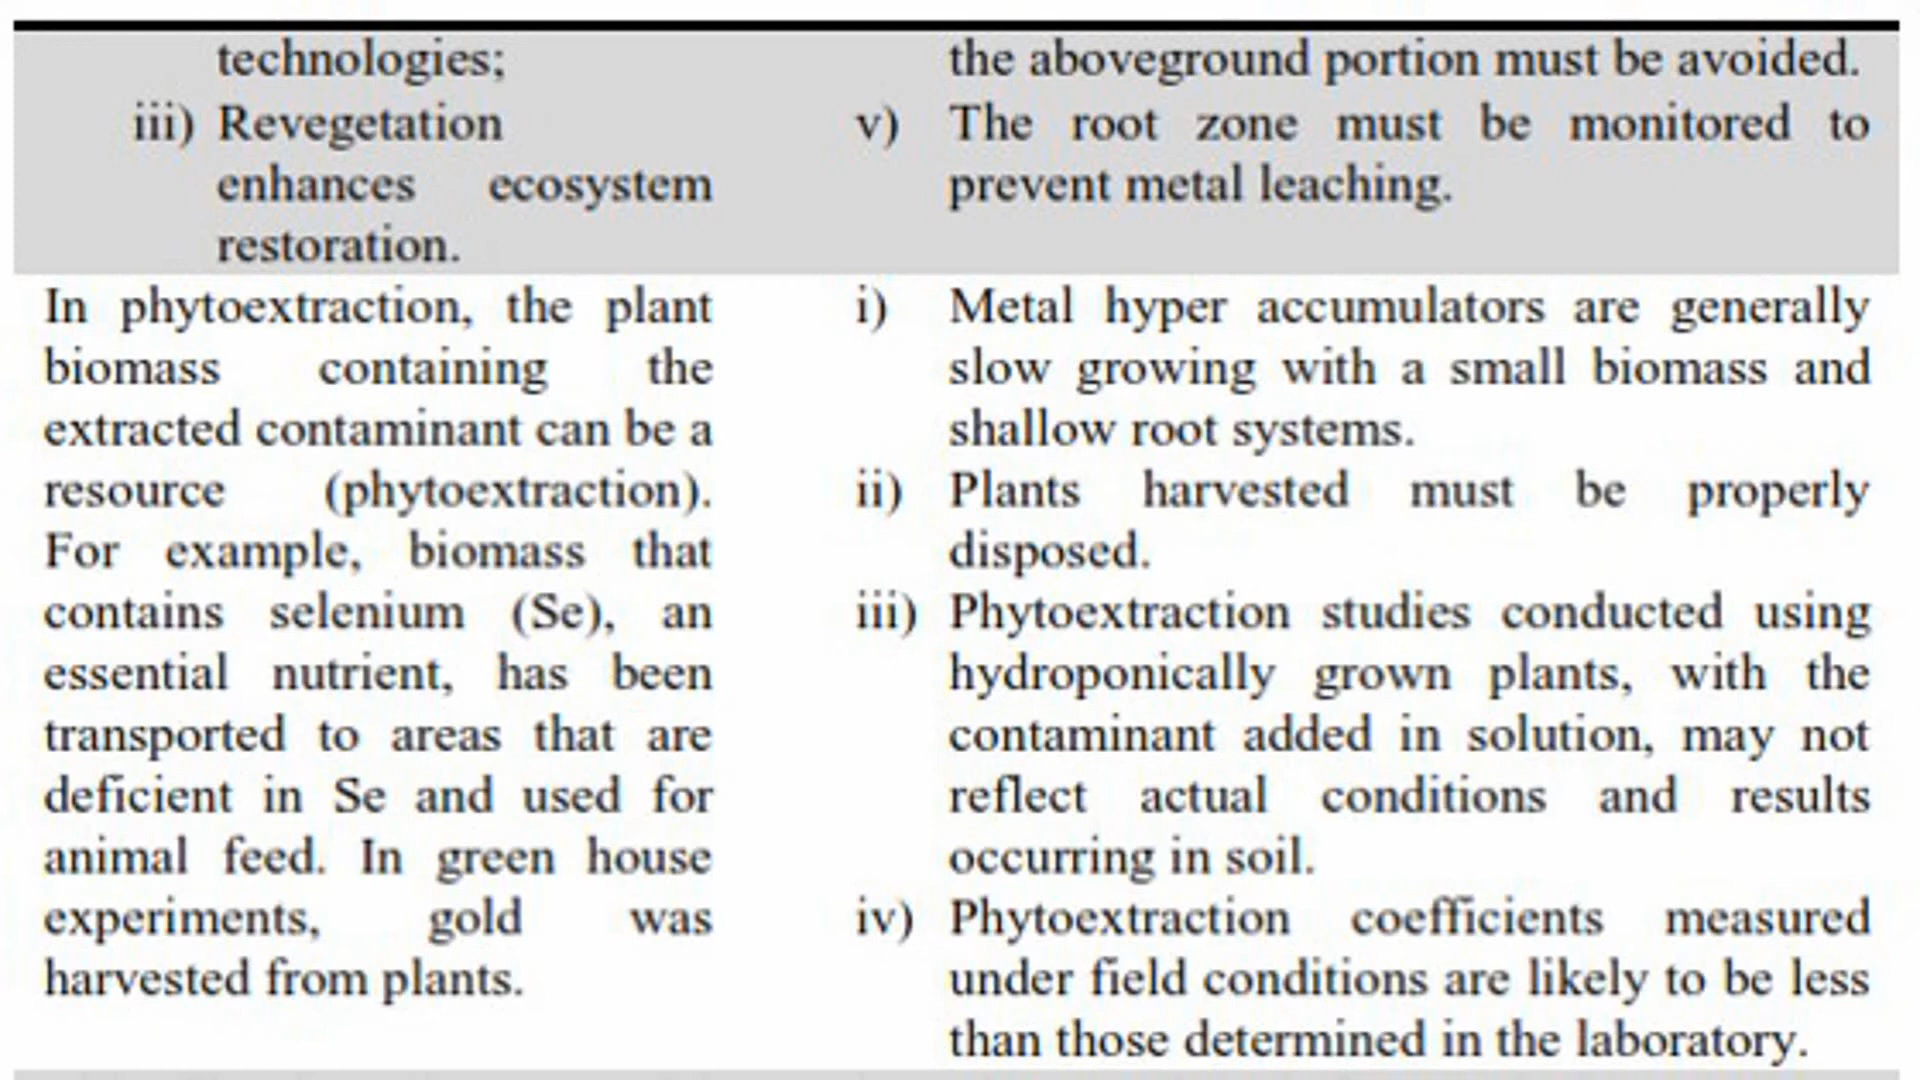 technologies;
iii) Revegetation
enhances ecosystem
restoration.
the aboveground portion must be avoided.
v) The root zone must be monitored to
prevent metal leaching.
In phytoextraction, the plant
biomass containing the
extracted contaminant can be a
resource (phytoextraction).
For example, biomass that
contains selenium (Se), an
essential nutrient, has been
transported to areas that are
deficient in Se and used for
animal feed. In green house
experiments, gold was
harvested from plants.
i) Metal hyper accumulators are generally
slow growing with a small biomass and
shallow root systems.
ii) Plants harvested must be properly
disposed.
iii) Phytoextraction studies conducted using
hydroponically grown plants, with the
contaminant added in solution, may not
reflect actual conditions and results
occurring in soil.
iv) Phytoextraction coefficients measured
under field conditions are likely to be less
than those determined in the laboratory.